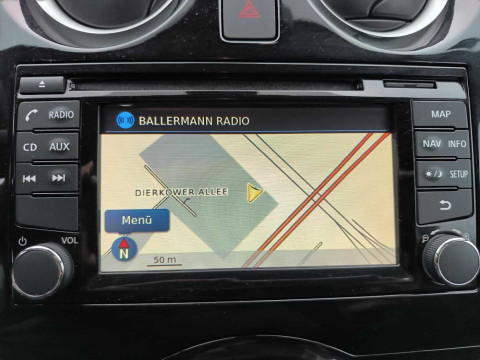 BALLERMANN RADIO
RADIO
MAP
CD
AUX
NAV
INFO
SETUP
DIERKOWER ALLEE
Menü
VOL
N
50 m